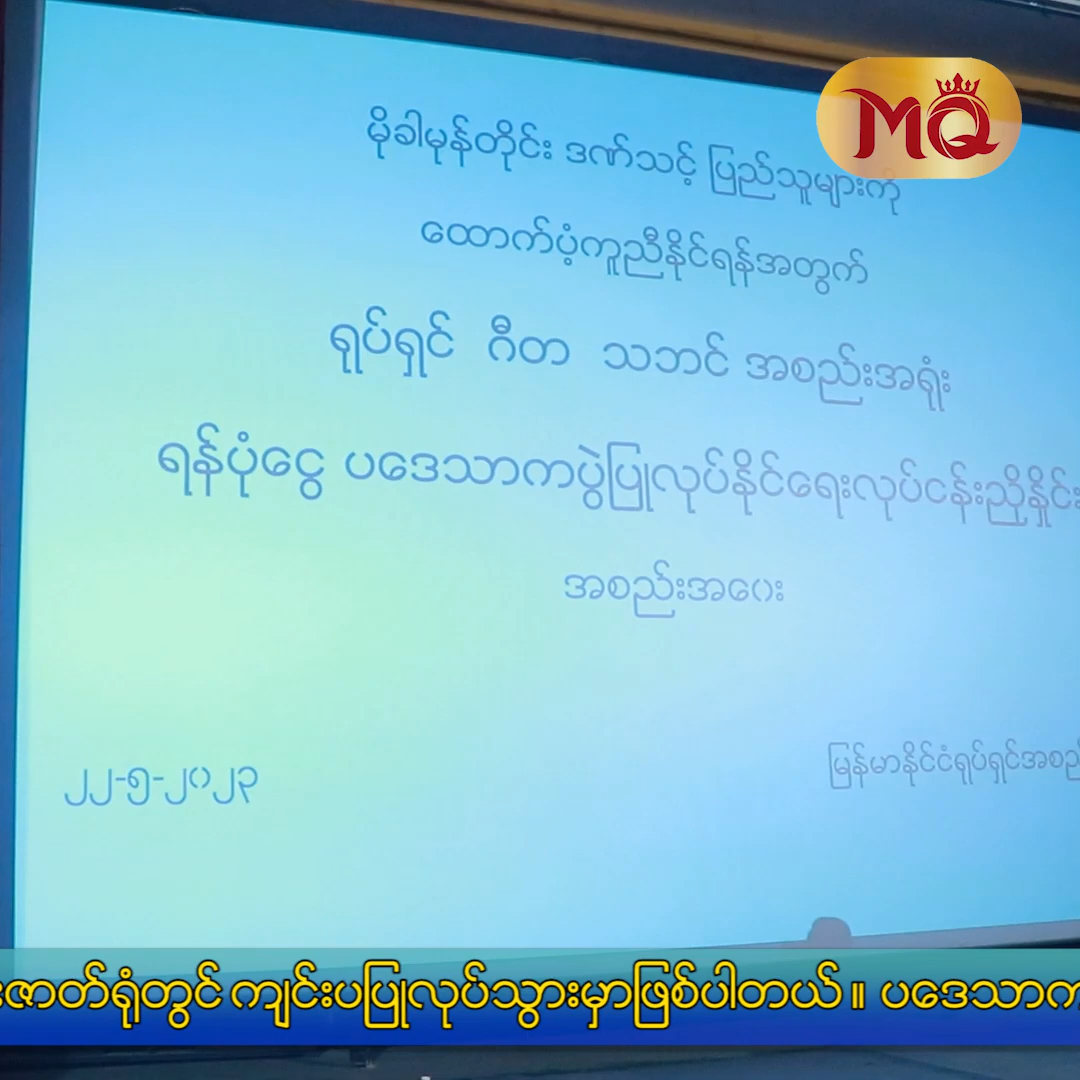 MQ
မိုခါမုန်တိုင်း ဒဏ်သင့် ပြည်သူများကို
ထောက်ပံ့ကူညီနိုင်ရန်အတွက်
ရုပ်ရှင် ဂီတ သဘင် အစည်းအရုံး
ရန်ပုံငွေ ပဒေသာကပွဲပြုလုပ်နိုင်ရေးလုပ်ငန်းညှိနှိုင်း
အစည်းအဝေး
၂၂-၅-၂၀၂၃
မြန်မာနိုင်ငံရုပ်ရှင်အစည်
ဇာတ်ရုံတွင် ကျင်းပပြုလုပ်သွားမှာဖြစ်ပါတယ်။ ပဒေသာက